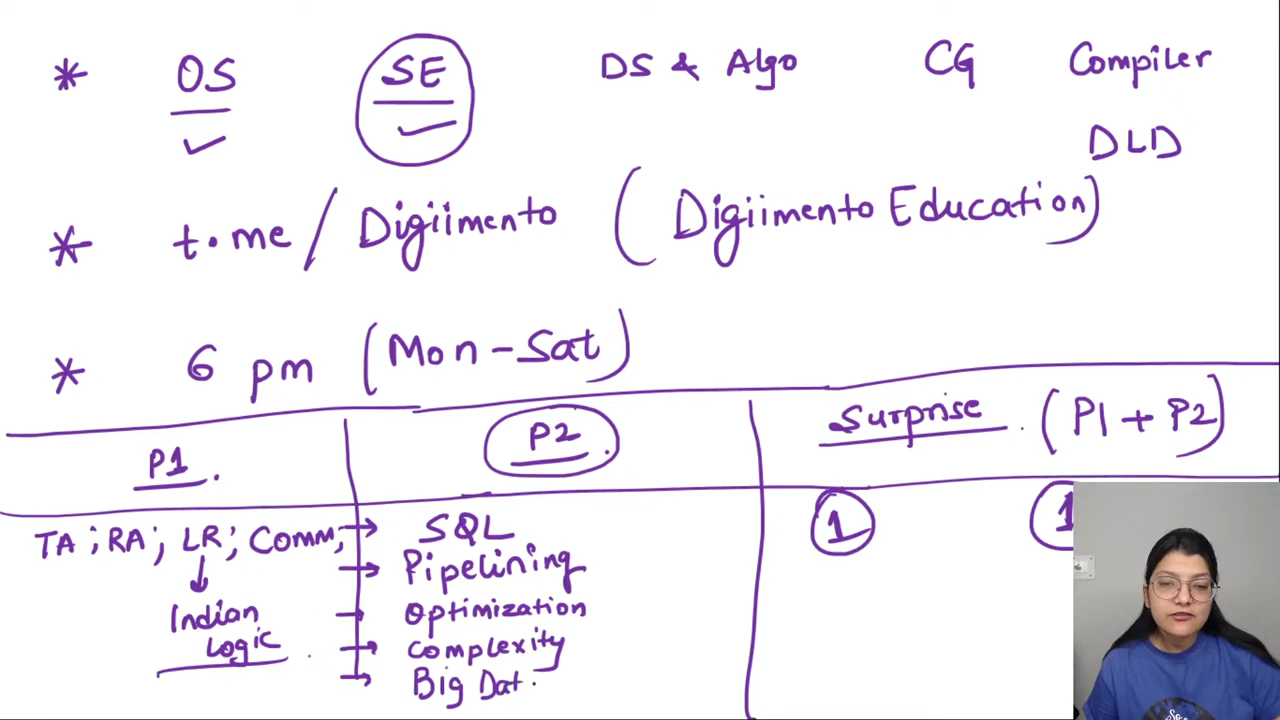 * OS SE DS & Algo CG Compiler
DLD
* t.me / Digiimento (Digiimento Education)
* 6 pm (Mon-Sat)
P1. P2. Surprise. (P1 + P2)
TA; RA; LR; Comm; → SQL 1 1
→ Pipelining
Indian → Optimization
Logic → Complexity
→ Big Dat.